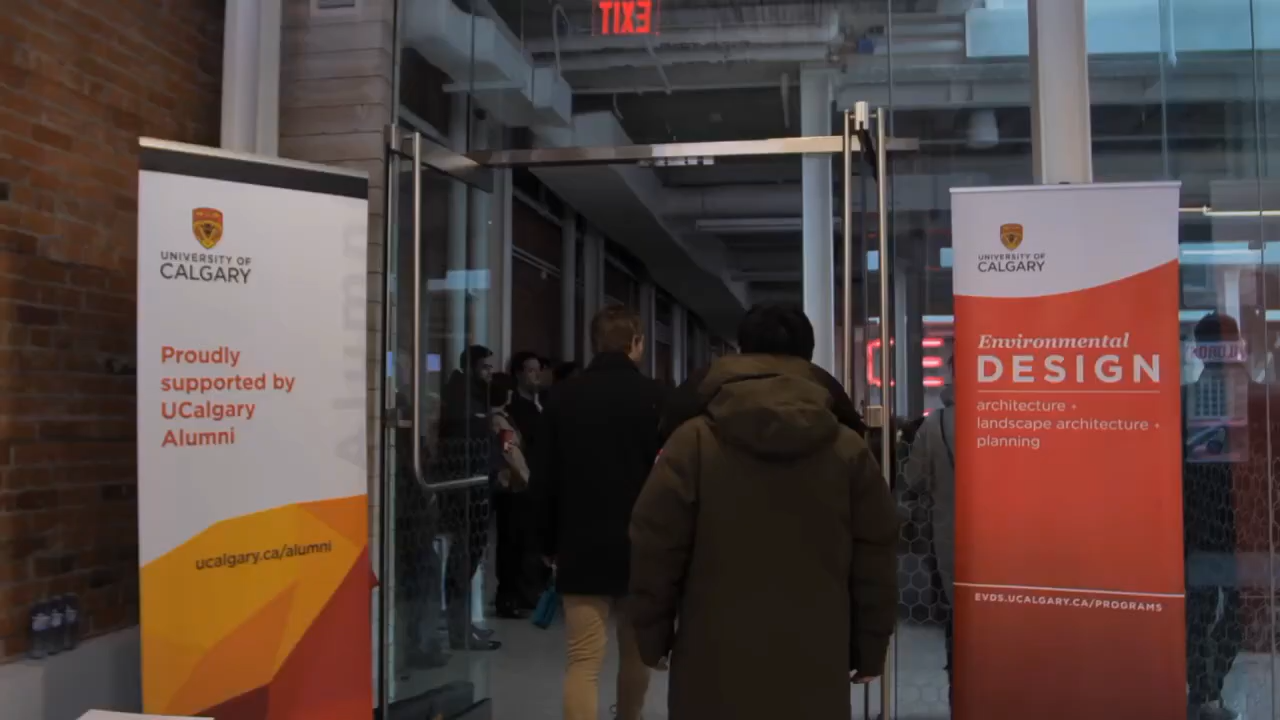 EXIT
UNIVERSITY OF
CALGARY
Proudly
supported by
UCalgary
Alumni
ucalgary.ca/alumni
UNIVERSITY OF
CALGARY
Environmental
DESIGN
architecture +
landscape architecture +
planning
EVDS.UCALGARY.CA/PROGRAMS